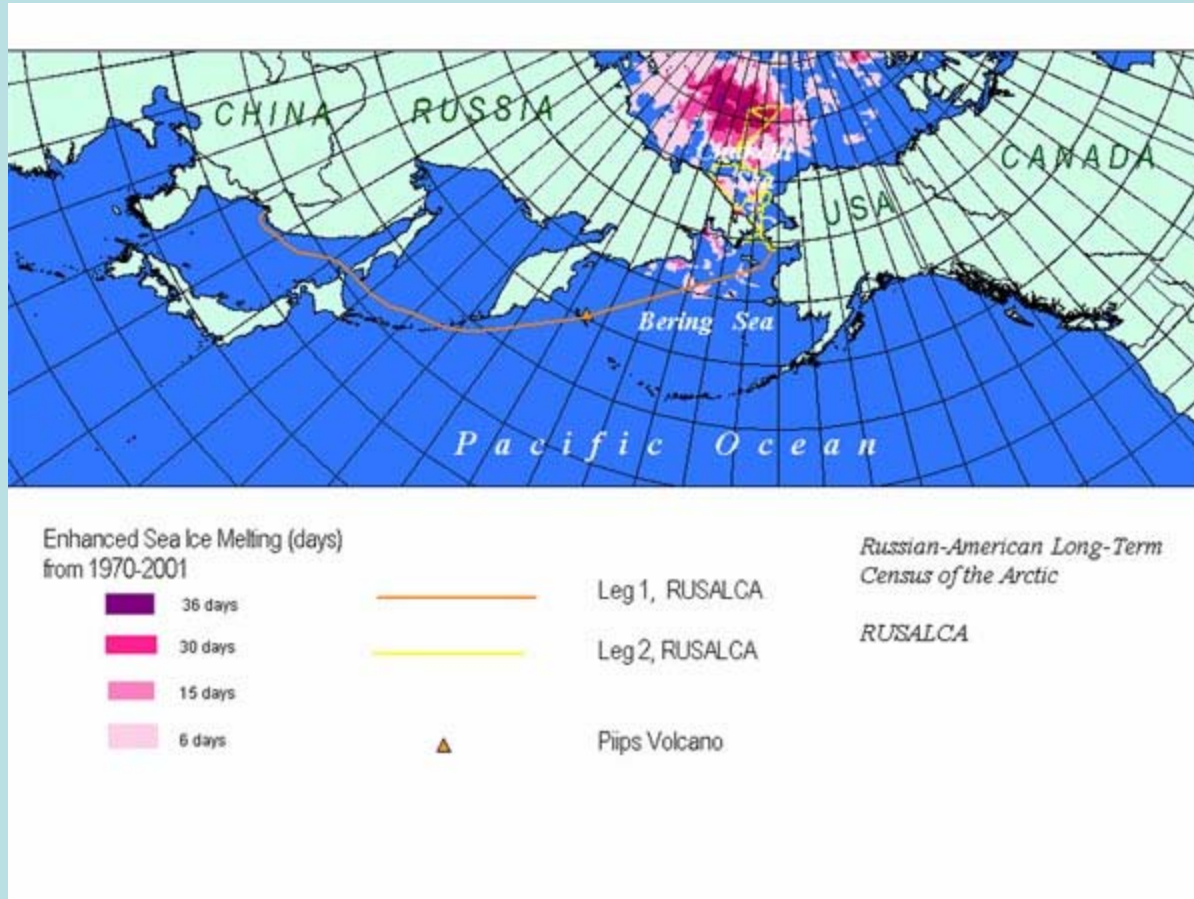 CHINA
RUSSIA
CANADA
USA
Bering Sea
Pacific Ocean
Enhanced Sea Ice Melting (days)
from 1970-2001
36 days
30 days
15 days
6 days
Leg 1, RUSALCA
Leg 2, RUSALCA
Piips Volcano
Russian-American Long-Term
Census of the Arctic
RUSALCA